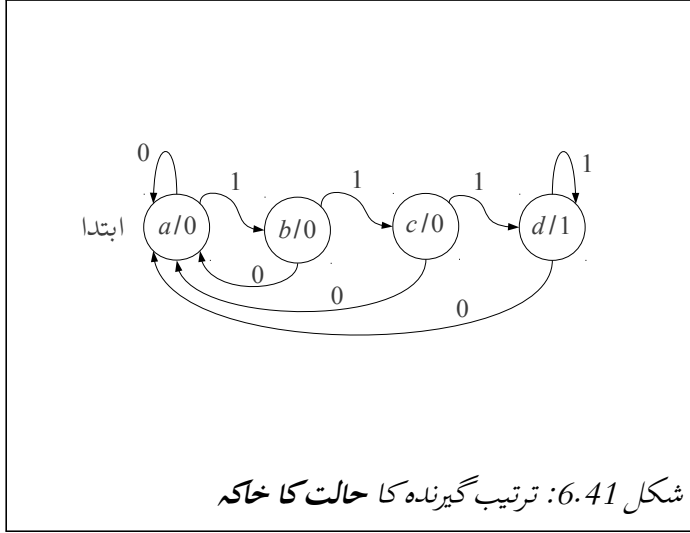 0 1 1 1 1
ابتدا a/0 b/0 c/0 d/1
0 0 0
شکل 6.41: ترتیب گیرندہ کا حالت کا خاکہ